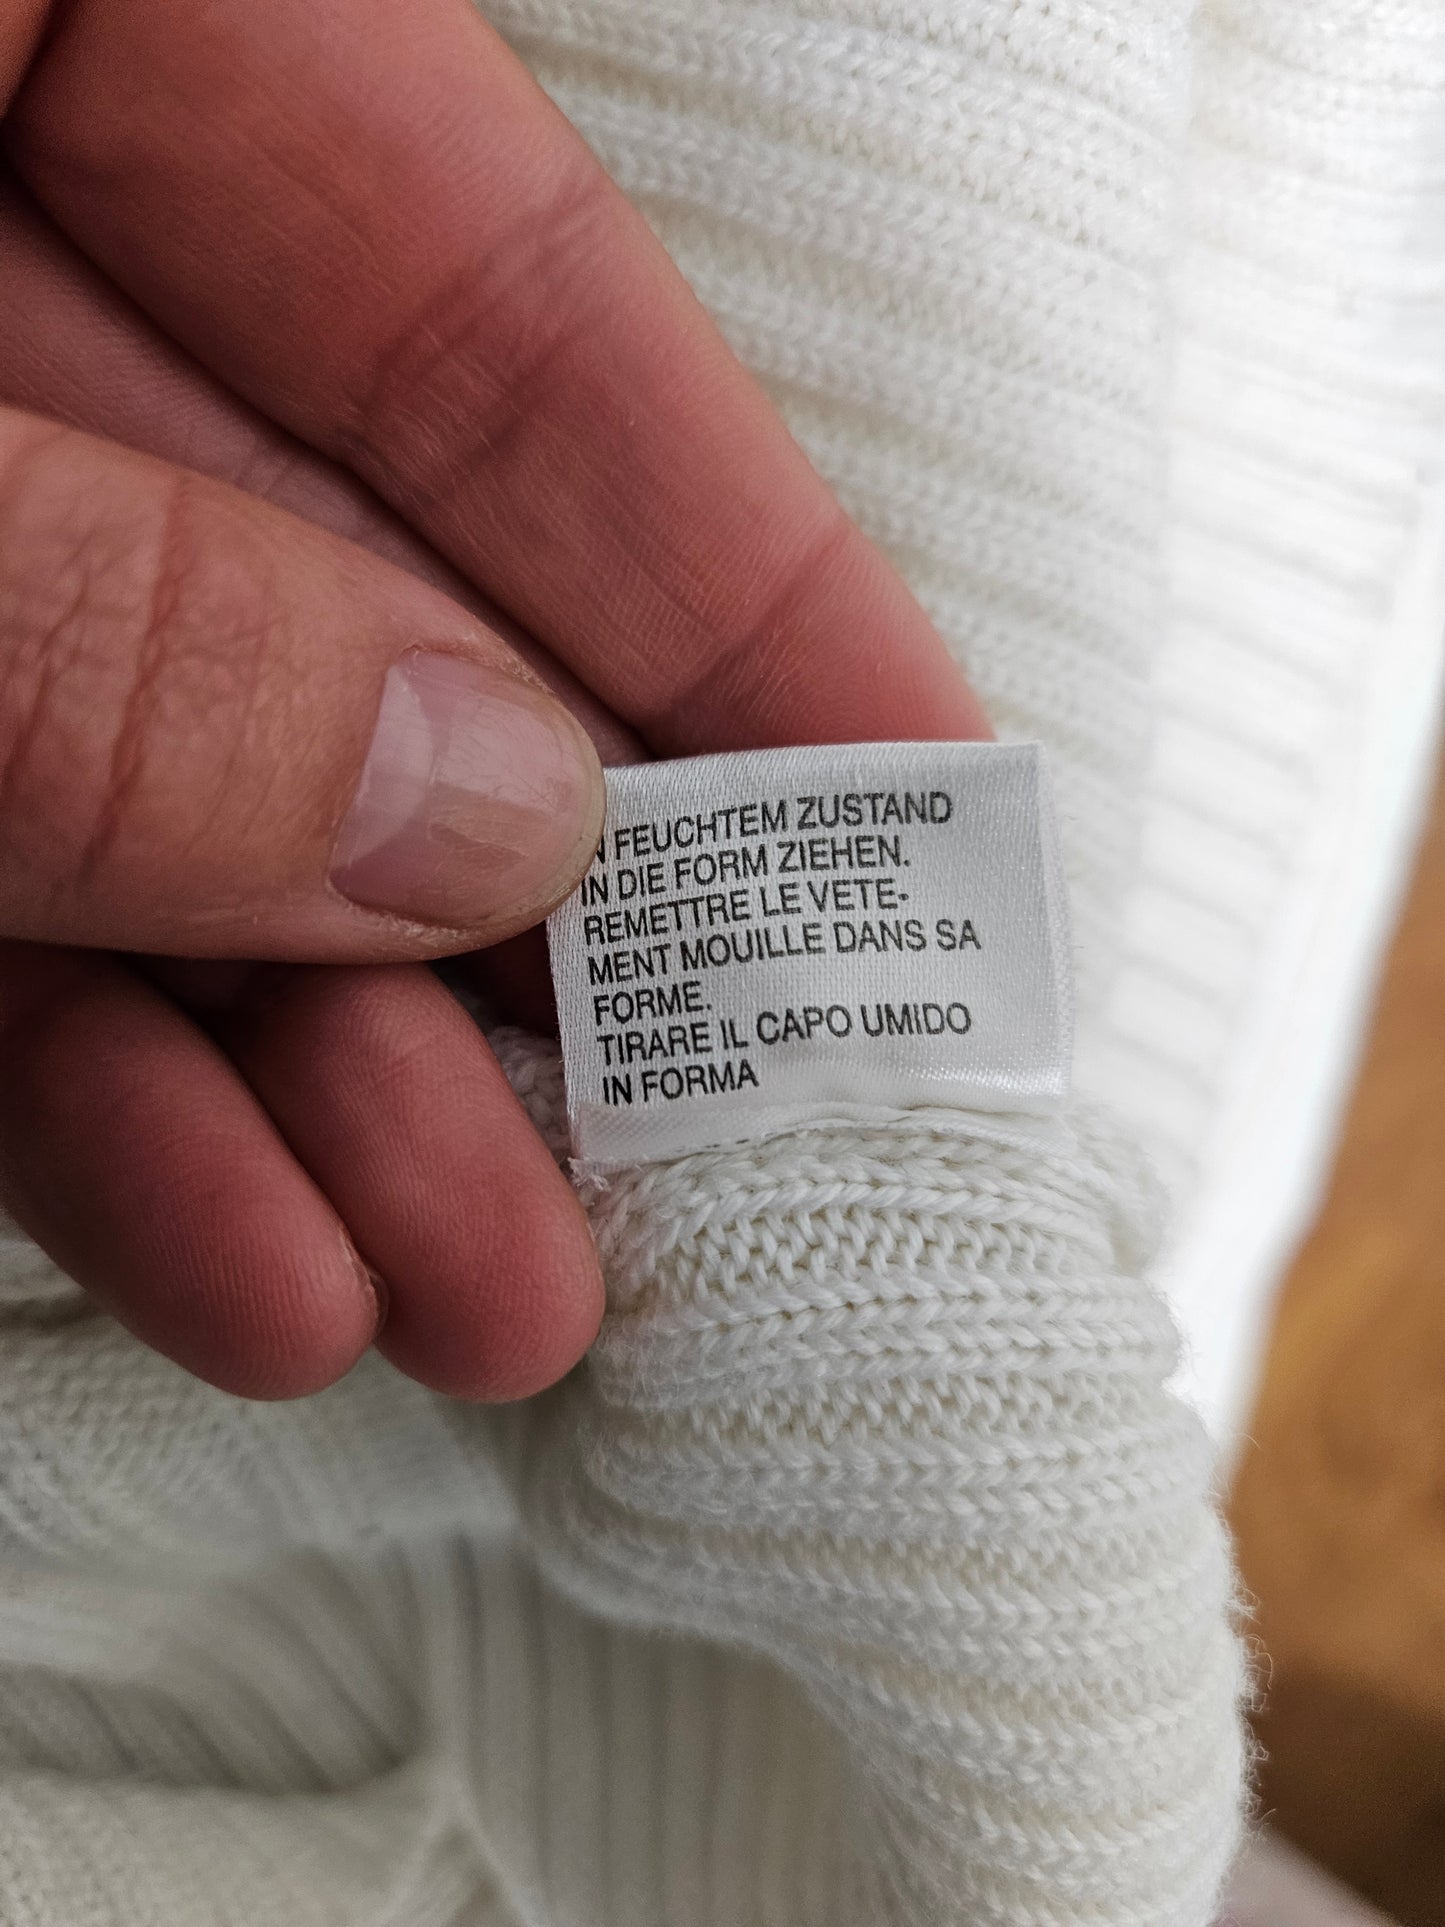 N FEUCHTEM ZUSTAND
IN DIE FORM ZIEHEN.
REMETTRE LE VETE-
MENT MOUILLE DANS SA
FORME.
TIRARE IL CAPO UMIDO
IN FORMA